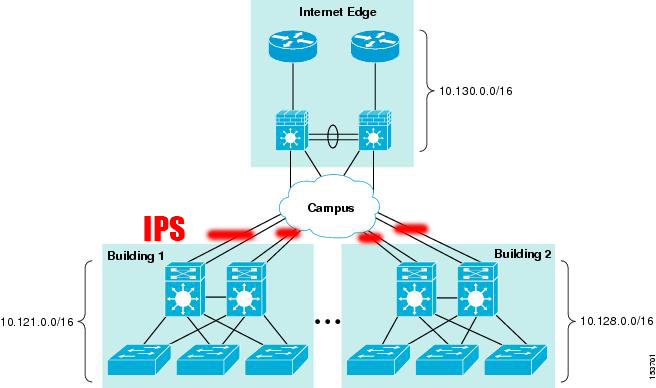 Internet Edge
10.130.0.0/16
Campus
IPS
Building 1
Building 2
10.121.0.0/16
10.128.0.0/16
153701